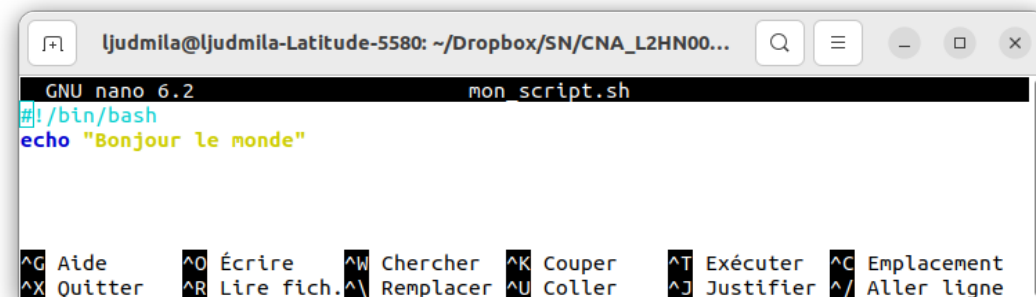 ljudmila@ljudmila-Latitude-5580: ~/Dropbox/SN/CNA_L2HN00...
GNU nano 6.2 mon_script.sh
#!/bin/bash
echo "Bonjour le monde"
^G Aide ^O Écrire ^W Chercher ^K Couper ^T Exécuter ^C Emplacement
^X Quitter ^R Lire fich. ^\ Remplacer ^U Coller ^J Justifier ^/ Aller ligne